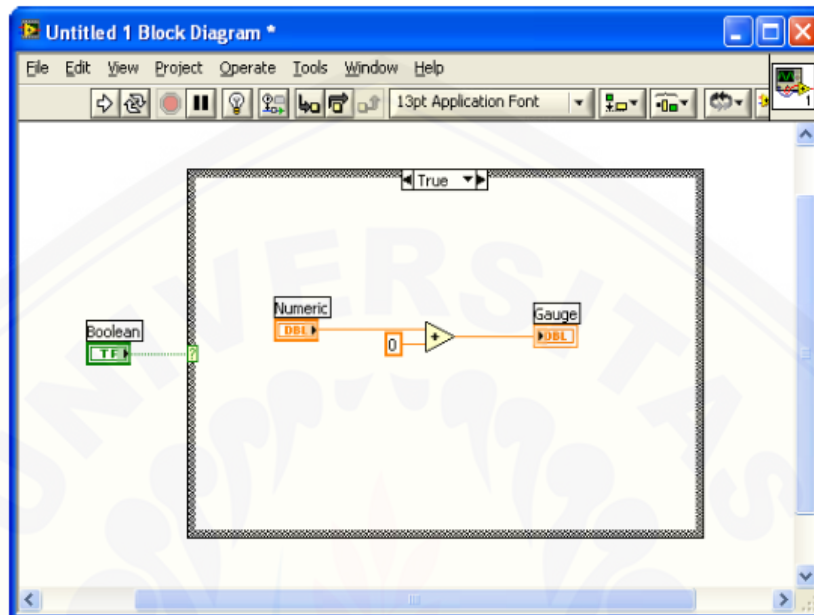 Untitled 1 Block Diagram *
File Edit View Project Operate Tools Window Help
13pt Application Font
1
True
Numeric
DBL
Gauge
DBL
0
+
Boolean
TF
?
UNIVERSITAS